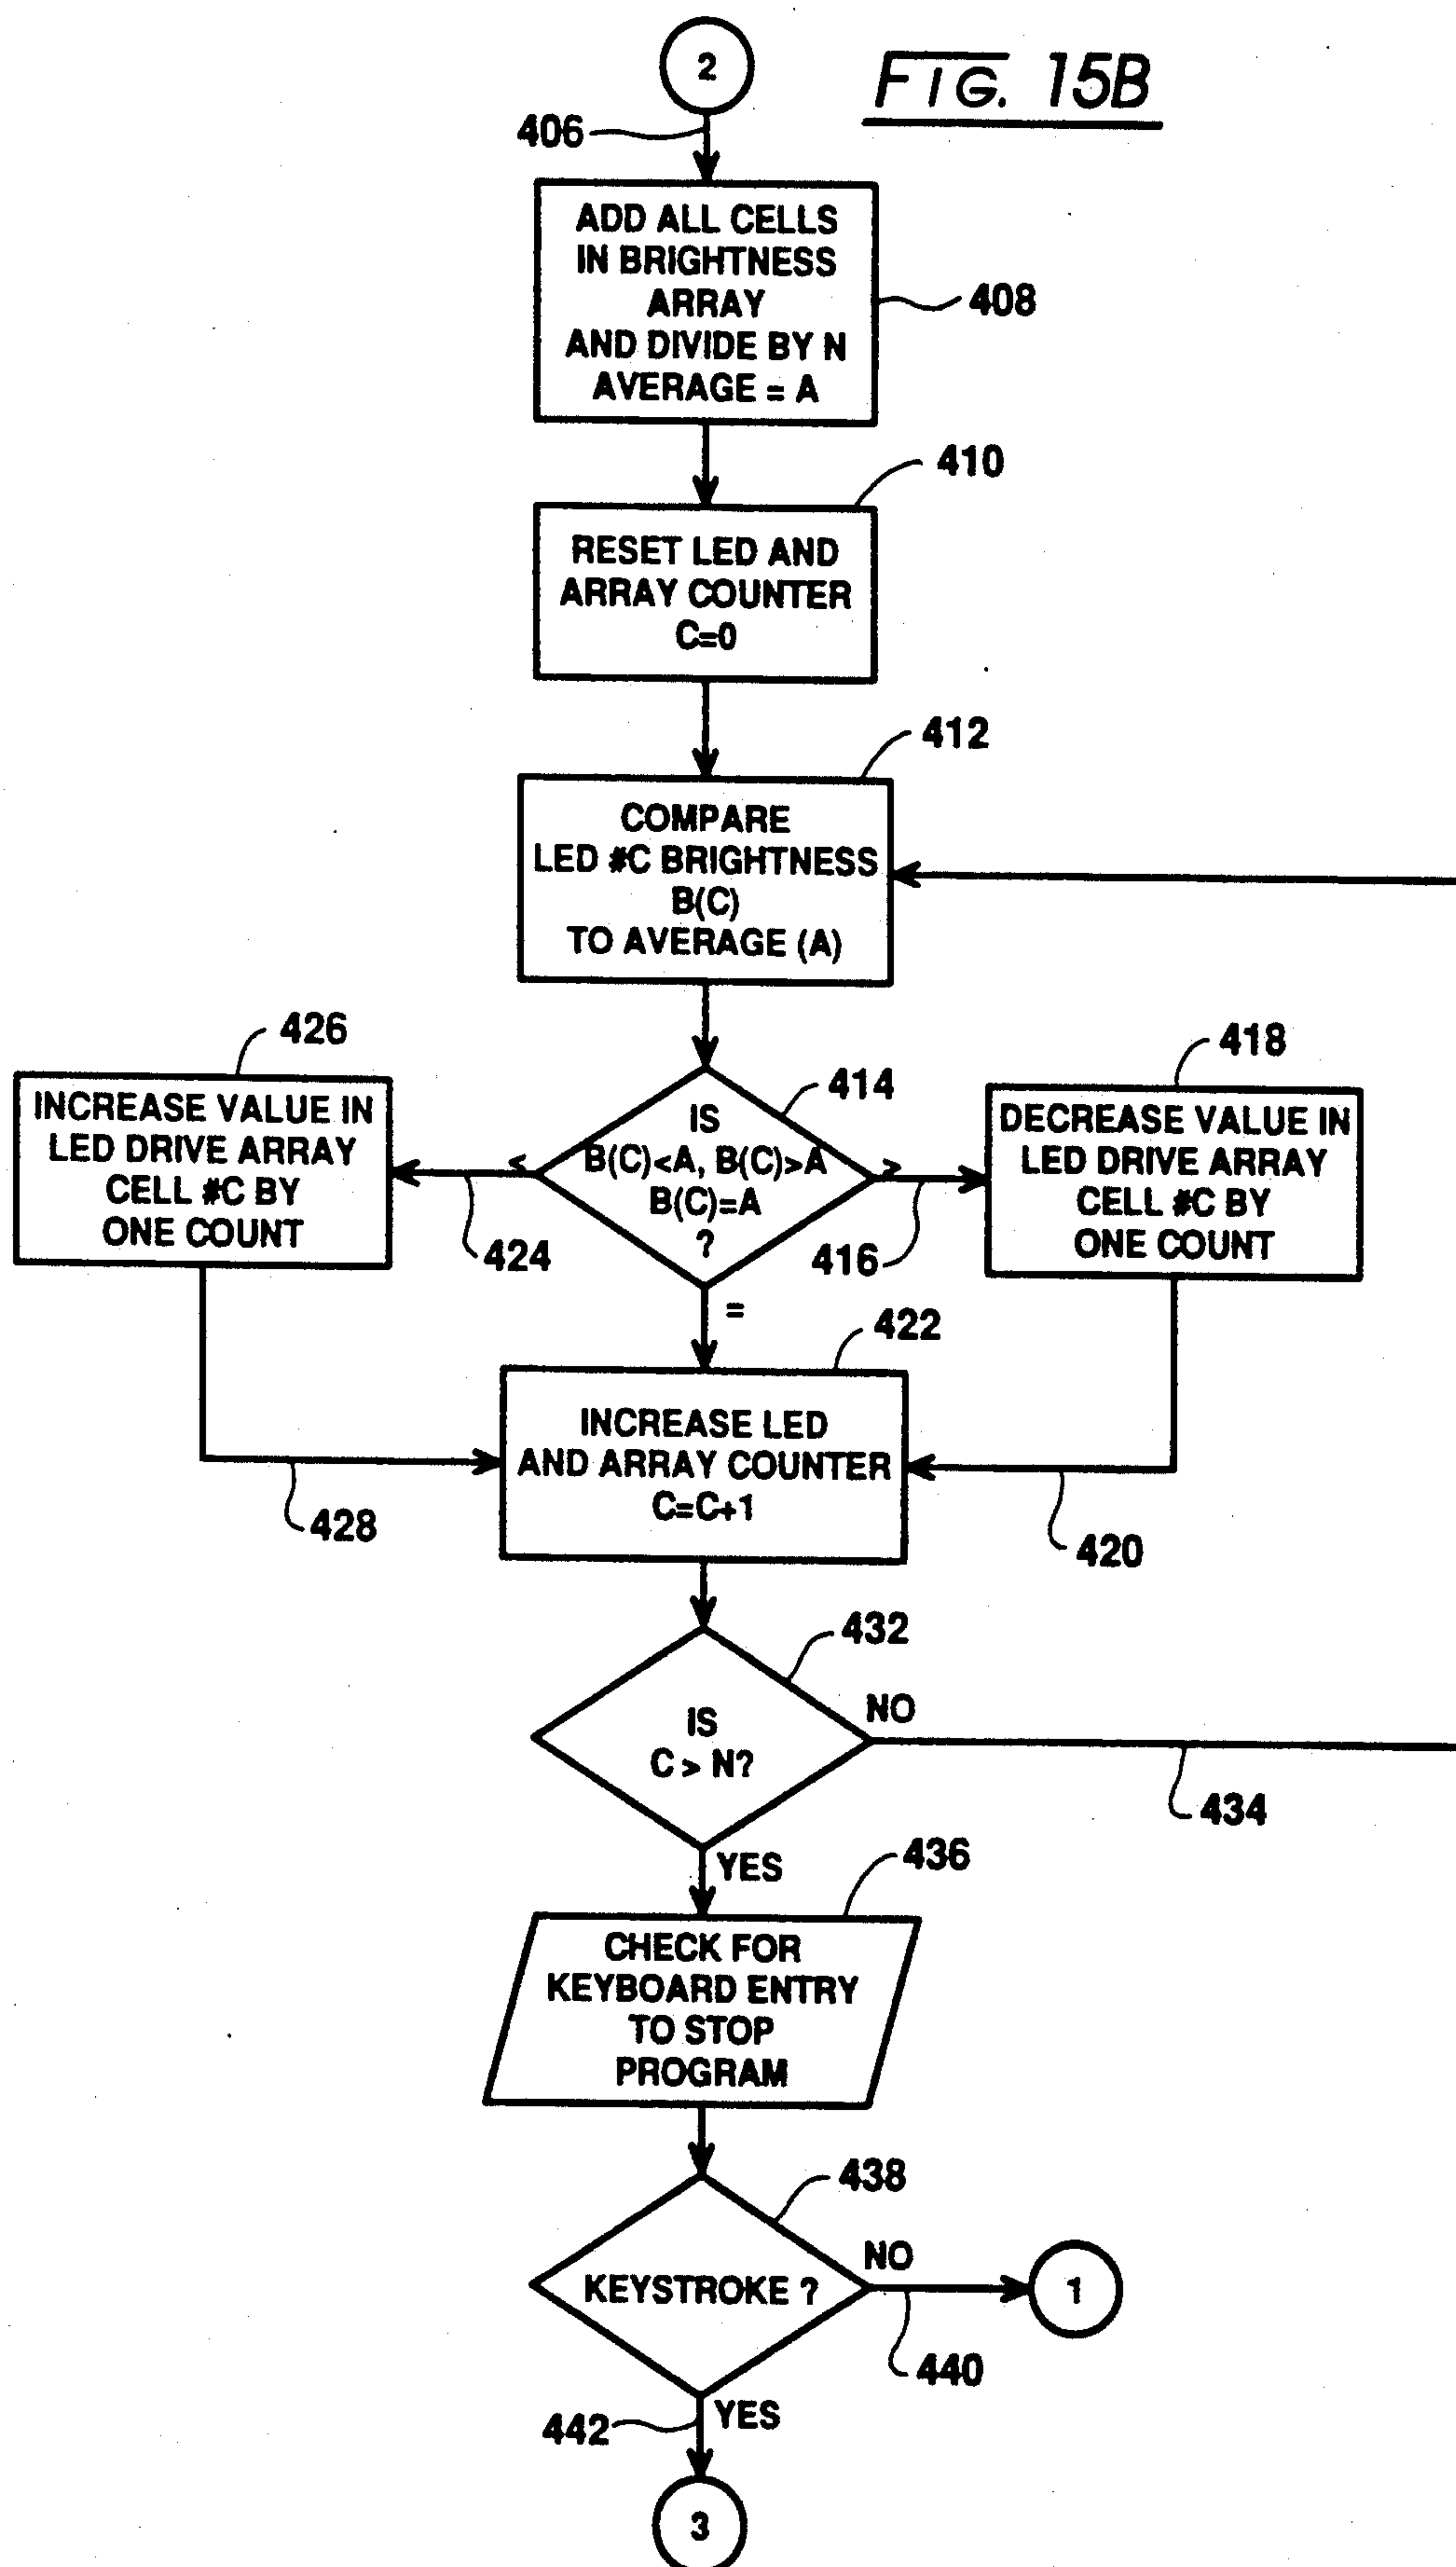 2
FIG. 15B
406
ADD ALL CELLS
IN BRIGHTNESS
ARRAY
AND DIVIDE BY N
AVERAGE = A
408
410
RESET LED AND
ARRAY COUNTER
C=0
412
COMPARE
LED #C BRIGHTNESS
B(C)
TO AVERAGE (A)
426
INCREASE VALUE IN
LED DRIVE ARRAY
CELL #C BY
ONE COUNT
414
IS
B(C)<A, B(C)>A
B(C)=A
?
<
>
=
424
416
418
DECREASE VALUE IN
LED DRIVE ARRAY
CELL #C BY
ONE COUNT
422
INCREASE LED
AND ARRAY COUNTER
C=C+1
428
420
432
IS
C > N?
NO
434
YES
436
CHECK FOR
KEYBOARD ENTRY
TO STOP
PROGRAM
438
KEYSTROKE ?
NO
1
440
442
YES
3